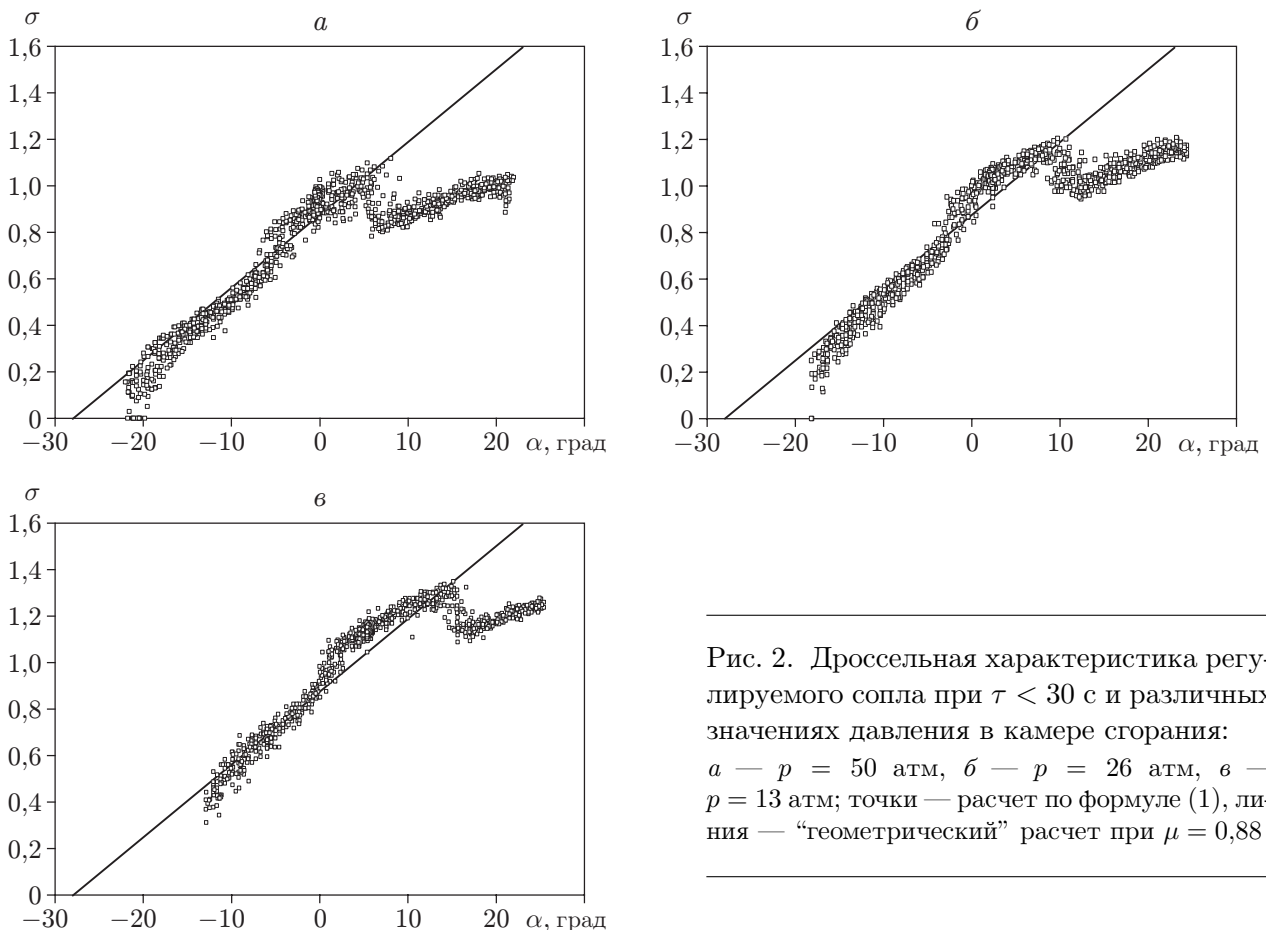 σ
а
1,6
1,4
1,2
1,0
0,8
0,6
0,4
0,2
0
−30 −20 −10 0 10 20 α, град
σ
б
1,6
1,4
1,2
1,0
0,8
0,6
0,4
0,2
0
−30 −20 −10 0 10 20 α, град
σ
в
1,6
1,4
1,2
1,0
0,8
0,6
0,4
0,2
0
−30 −20 −10 0 10 20 α, град
Рис. 2. Дроссельная характеристика регу-
лируемого сопла при τ < 30 с и различных
значениях давления в камере сгорания:
а — p = 50 атм, б — p = 26 атм, в —
p = 13 атм; точки — расчет по формуле (1), ли-
ния — “геометрический” расчет при μ = 0,88